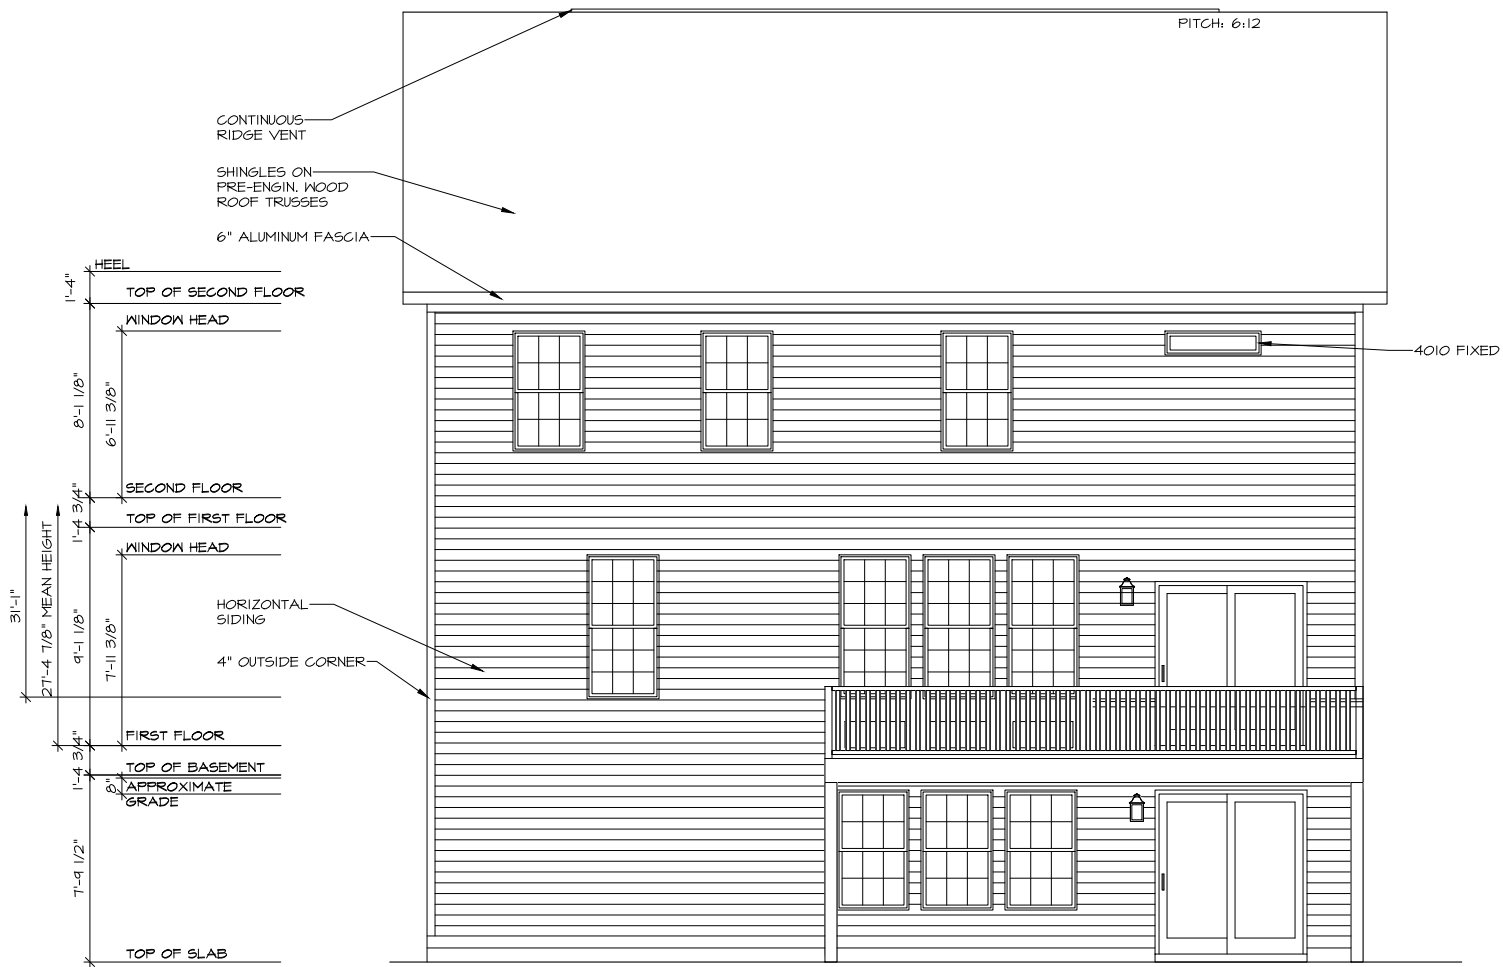 PITCH: 6:12
CONTINUOUS
RIDGE VENT
SHINGLES ON
PRE-ENGIN. WOOD
ROOF TRUSSES
6" ALUMINUM FASCIA
HEEL
1'-4"
TOP OF SECOND FLOOR
WINDOW HEAD
4010 FIXED
8'-1 1/8"
6'-11 3/8"
SECOND FLOOR
1'-4 3/4"
TOP OF FIRST FLOOR
WINDOW HEAD
31'-1"
27'-4 7/8" MEAN HEIGHT
9'-1 1/8"
7'-11 3/8"
HORIZONTAL
SIDING
4" OUTSIDE CORNER
FIRST FLOOR
1'-4 3/4"
TOP OF BASEMENT
8"
APPROXIMATE
GRADE
7'-9 1/2"
TOP OF SLAB